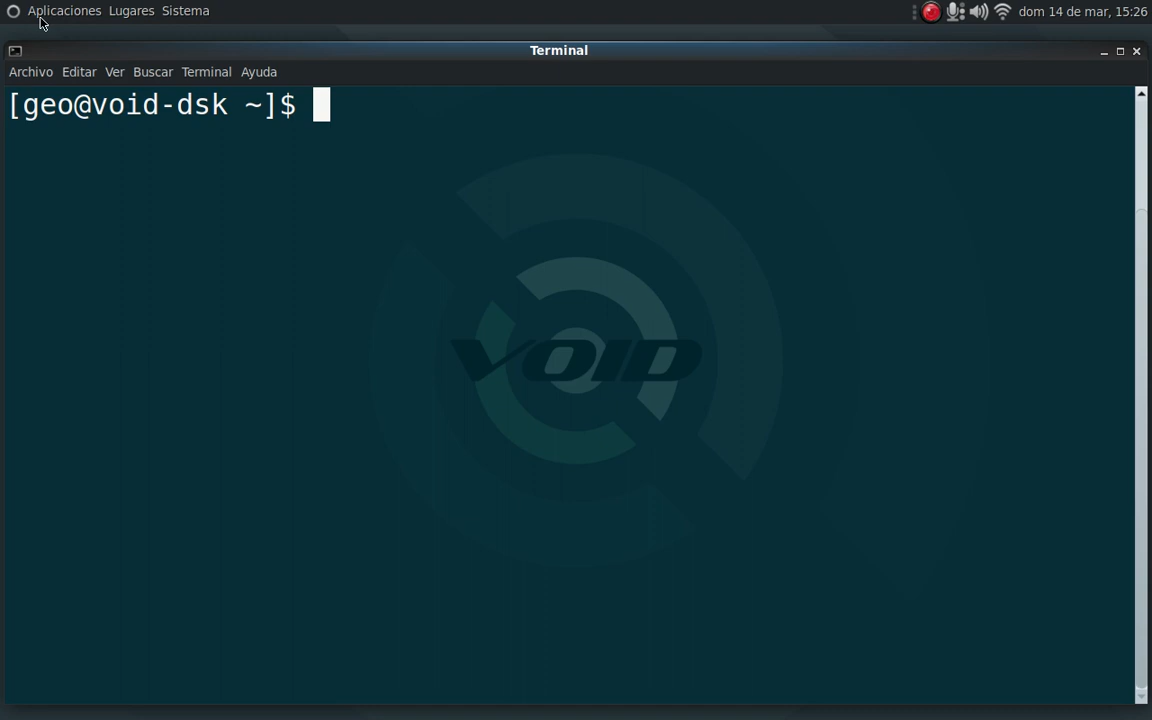 Aplicaciones Lugares Sistema
dom 14 de mar, 15:26
Terminal
Archivo Editar Ver Buscar Terminal Ayuda
[geo@void-dsk ~]$
VOID